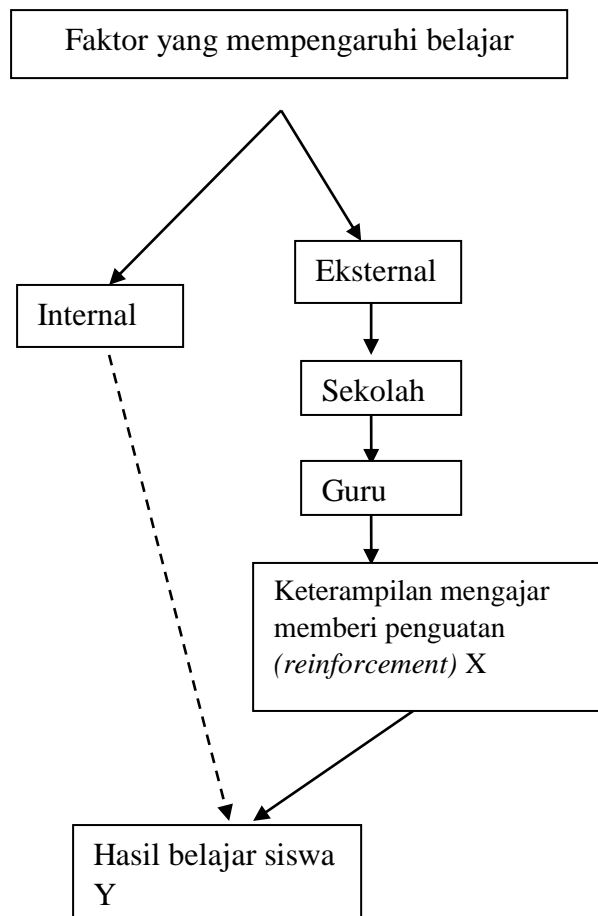 Faktor yang mempengaruhi belajar
Eksternal
Internal
Sekolah
Guru
Keterampilan mengajar
memberi penguatan
(reinforcement) X
Hasil belajar siswa
Y